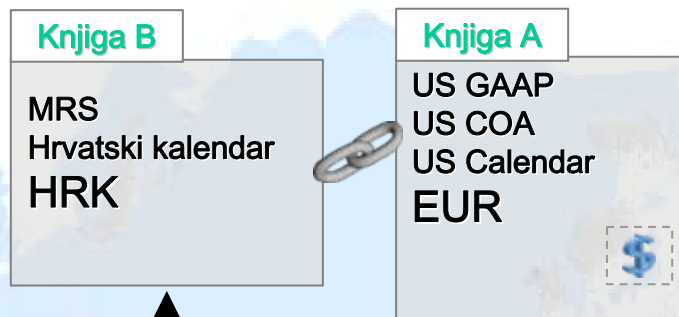 Knjiga B
MRS
Hrvatski kalendar
HRK
Knjiga A
US GAAP
US COA
US Calendar
EUR
$